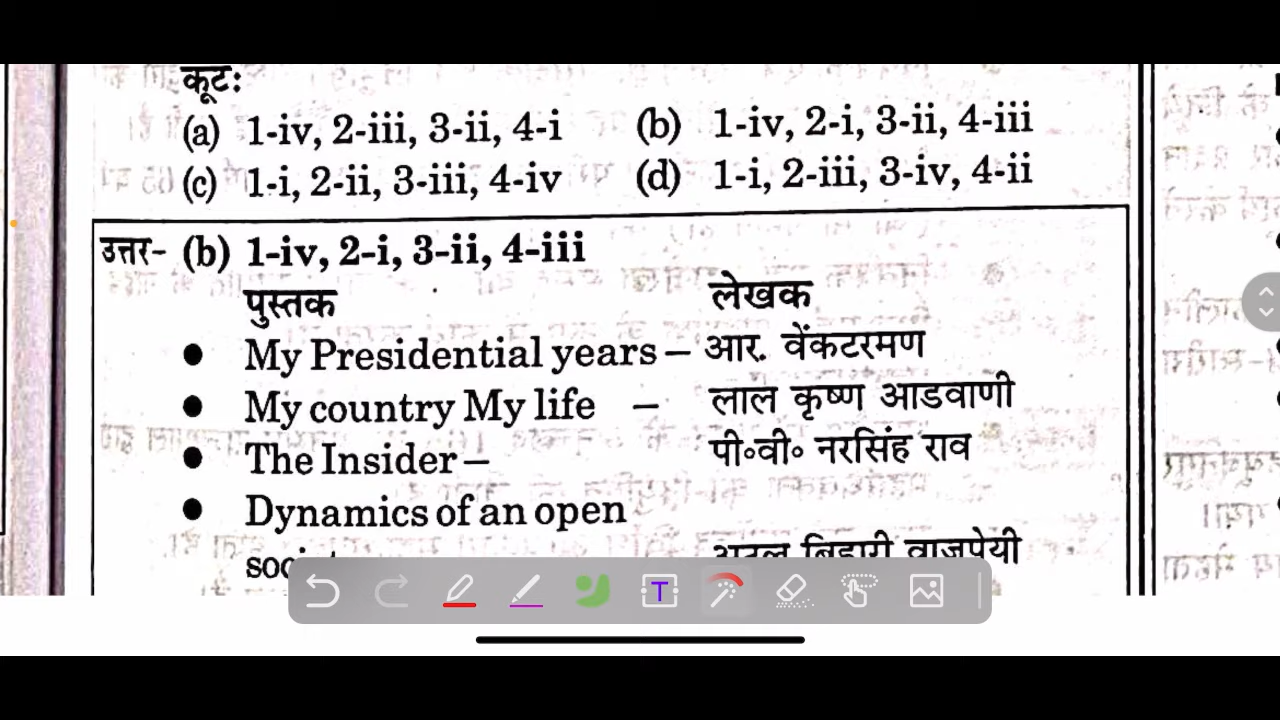 कूटः
(a) 1-iv, 2-iii, 3-ii, 4-i (b) 1-iv, 2-i, 3-ii, 4-iii
(c) 1-i, 2-ii, 3-iii, 4-iv (d) 1-i, 2-iii, 3-iv, 4-ii
उत्तर- (b) 1-iv, 2-i, 3-ii, 4-iii
पुस्तक लेखक
● My Presidential years – आर. वेंकटरमण
● My country My life – लाल कृष्ण आडवाणी
● The Insider – पी॰वी॰ नरसिंह राव
● Dynamics of an open
अटल बिहारी वाजपेयी
T